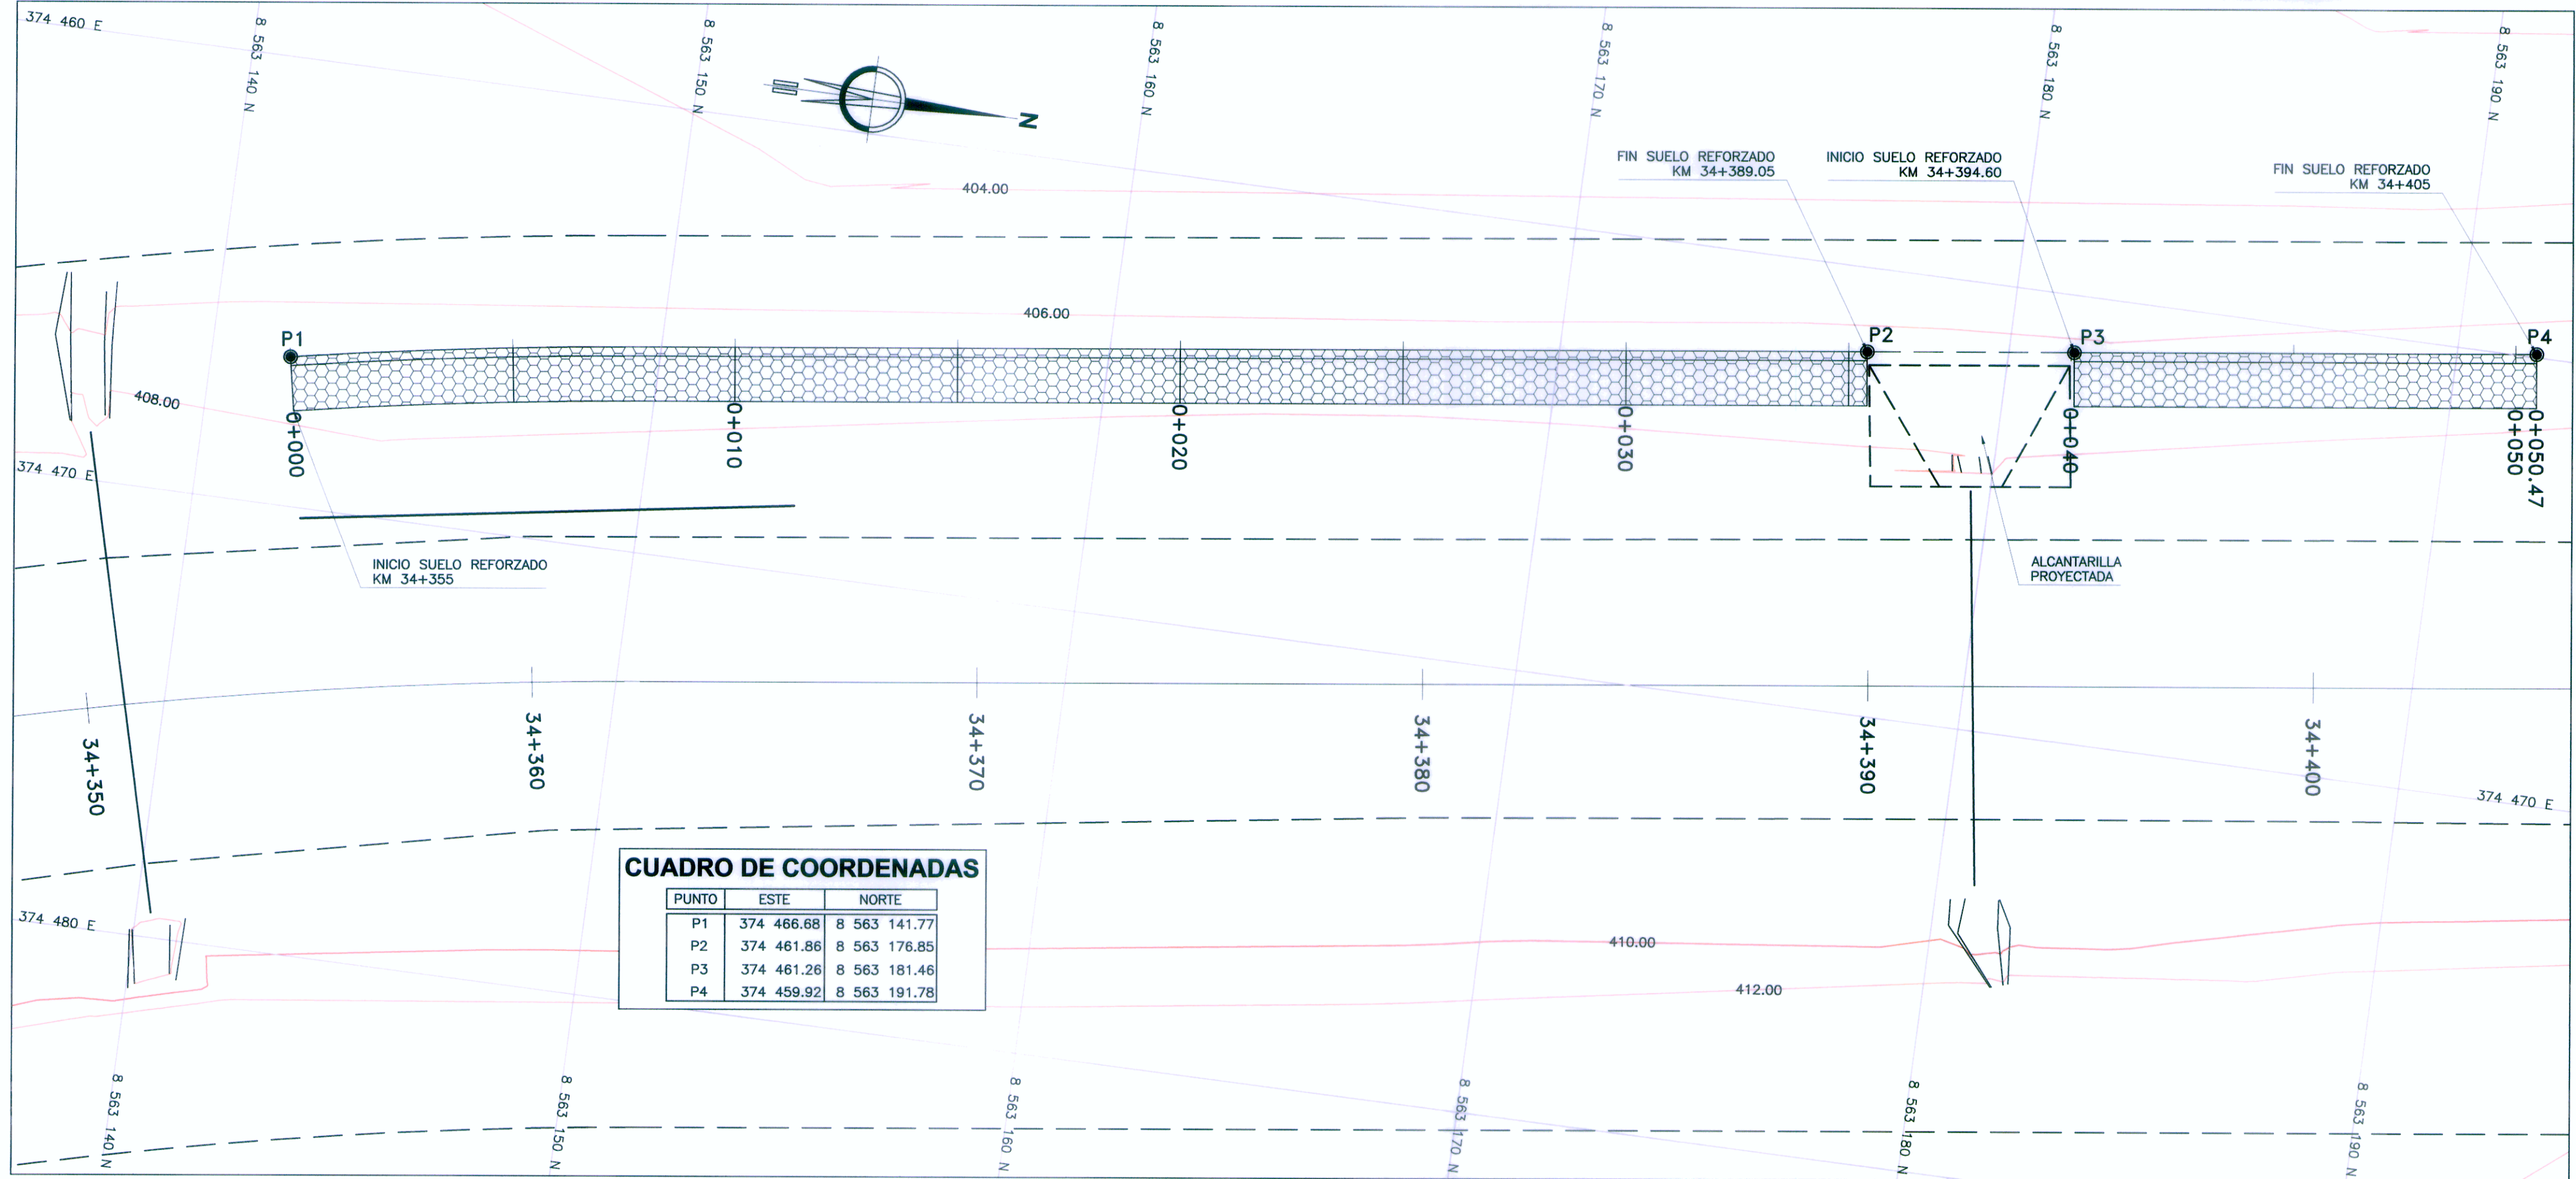 374 460 E
8 563 140 N
8 563 150 N
8 563 160 N
8 563 170 N
8 563 180 N
8 563 190 N
N
FIN SUELO REFORZADO
KM 34+389.05
INICIO SUELO REFORZADO
KM 34+394.60
FIN SUELO REFORZADO
KM 34+405
404.00
406.00
408.00
P1
P2
P3
P4
0+000
0+010
0+020
0+030
0+040
0+050
0+050.47
374 470 E
INICIO SUELO REFORZADO
KM 34+355
ALCANTARILLA
PROYECTADA
34+350
34+360
34+370
34+380
34+390
34+400
374 470 E
374 480 E
CUADRO DE COORDENADAS
PUNTO ESTE NORTE
P1 374 466.68 8 563 141.77
P2 374 461.86 8 563 176.85
P3 374 461.26 8 563 181.46
P4 374 459.92 8 563 191.78
410.00
412.00
8 563 140 N
8 563 150 N
8 563 160 N
8 563 170 N
8 563 180 N
8 563 190 N